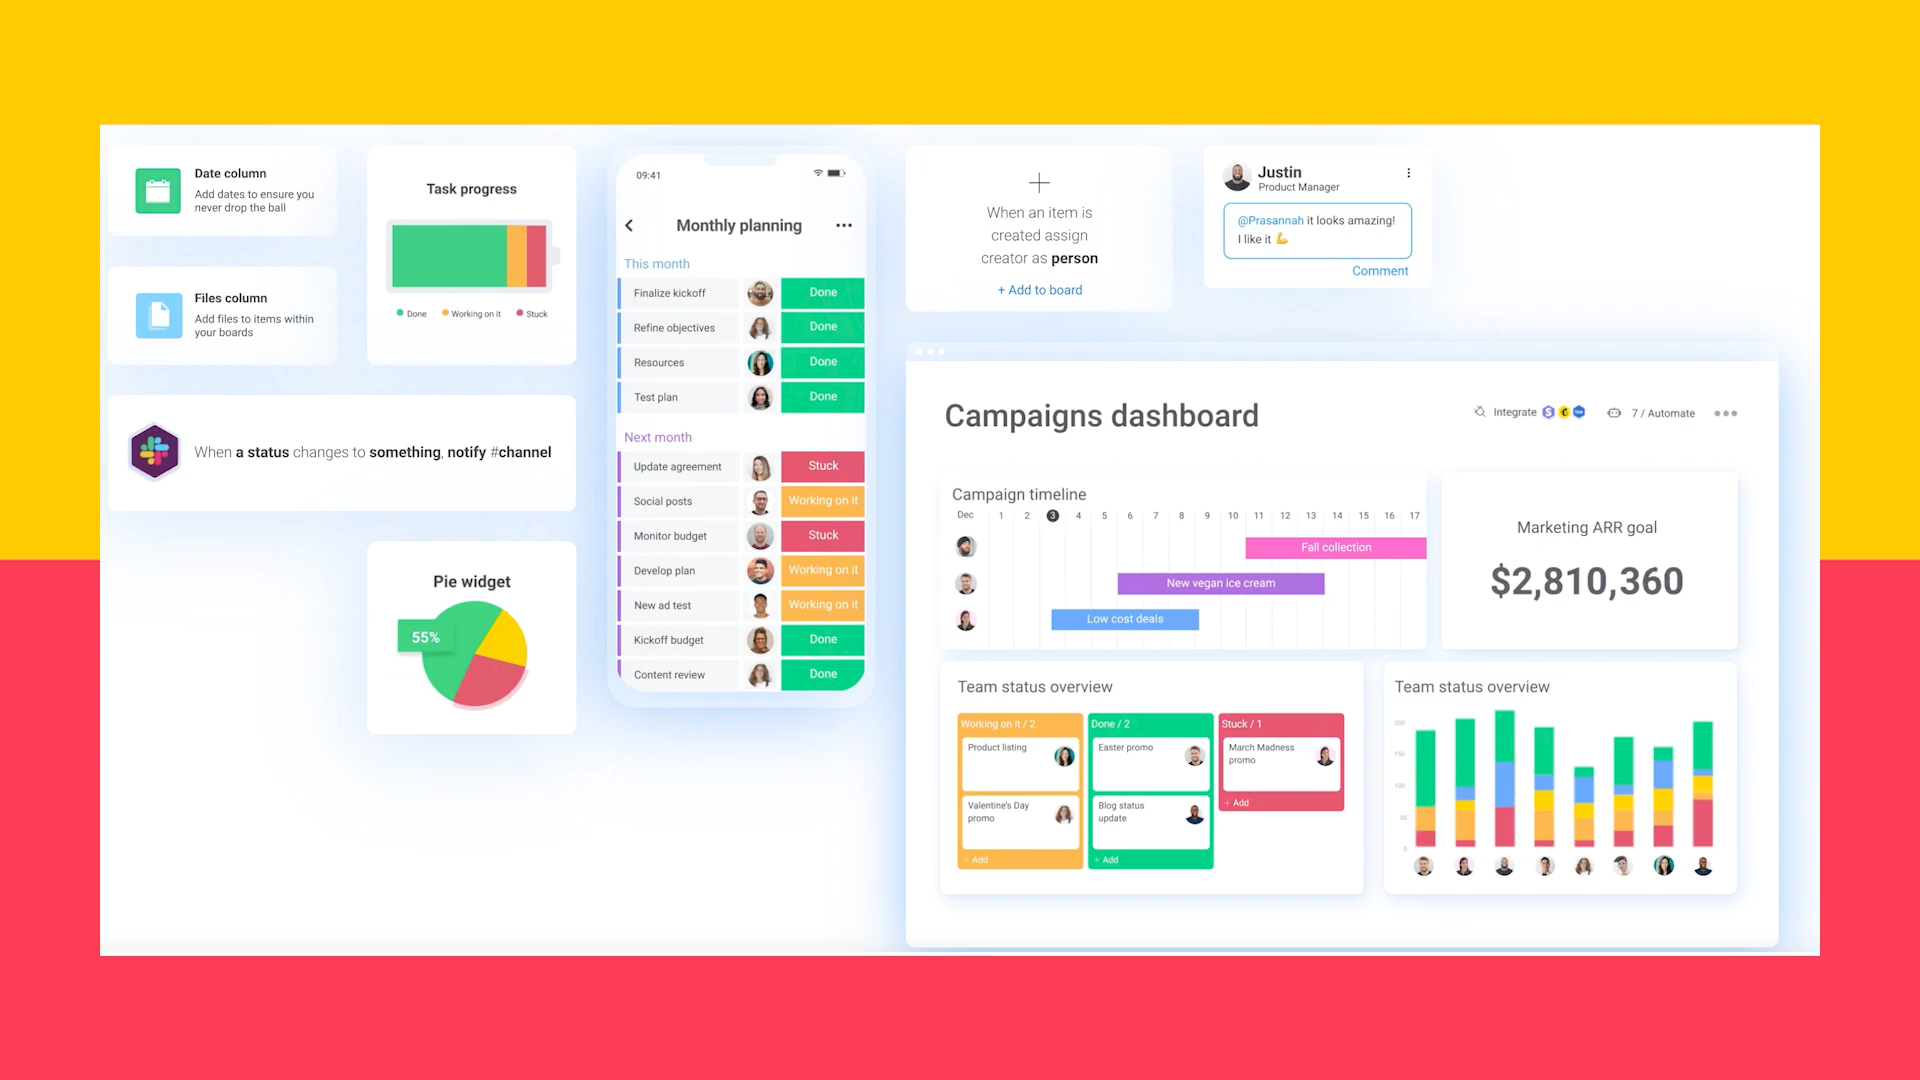 Date column
Add dates to ensure you
never drop the ball
Files column
Add files to items within
your boards
Task progress
Done
Working on it
Stuck
When a status changes to something, notify #channel
Pie widget
55%
09:41
Monthly planning
This month
Finalize kickoff
Done
Refine objectives
Done
Resources
Done
Test plan
Done
Next month
Update agreement
Stuck
Social posts
Working on it
Monitor budget
Stuck
Develop plan
Working on it
New ad test
Working on it
Kickoff budget
Done
Content review
Done
When an item is
created assign
creator as person
+ Add to board
Justin
Product Manager
@Prasannah it looks amazing!
I like it 💪
Comment
Campaigns dashboard
Integrate
7 / Automate
Campaign timeline
Dec 1 2 3 4 5 6 7 8 9 10 11 12 13 14 15 16 17
Fall collection
New vegan ice cream
Low cost deals
Marketing ARR goal
$2,810,360
Team status overview
Working on it / 2
Product listing
Valentine's Day
promo
+ Add
Done / 2
Easter promo
Blog status
update
+ Add
Stuck / 1
March Madness
promo
+ Add
Team status overview
200
150
100
50
0